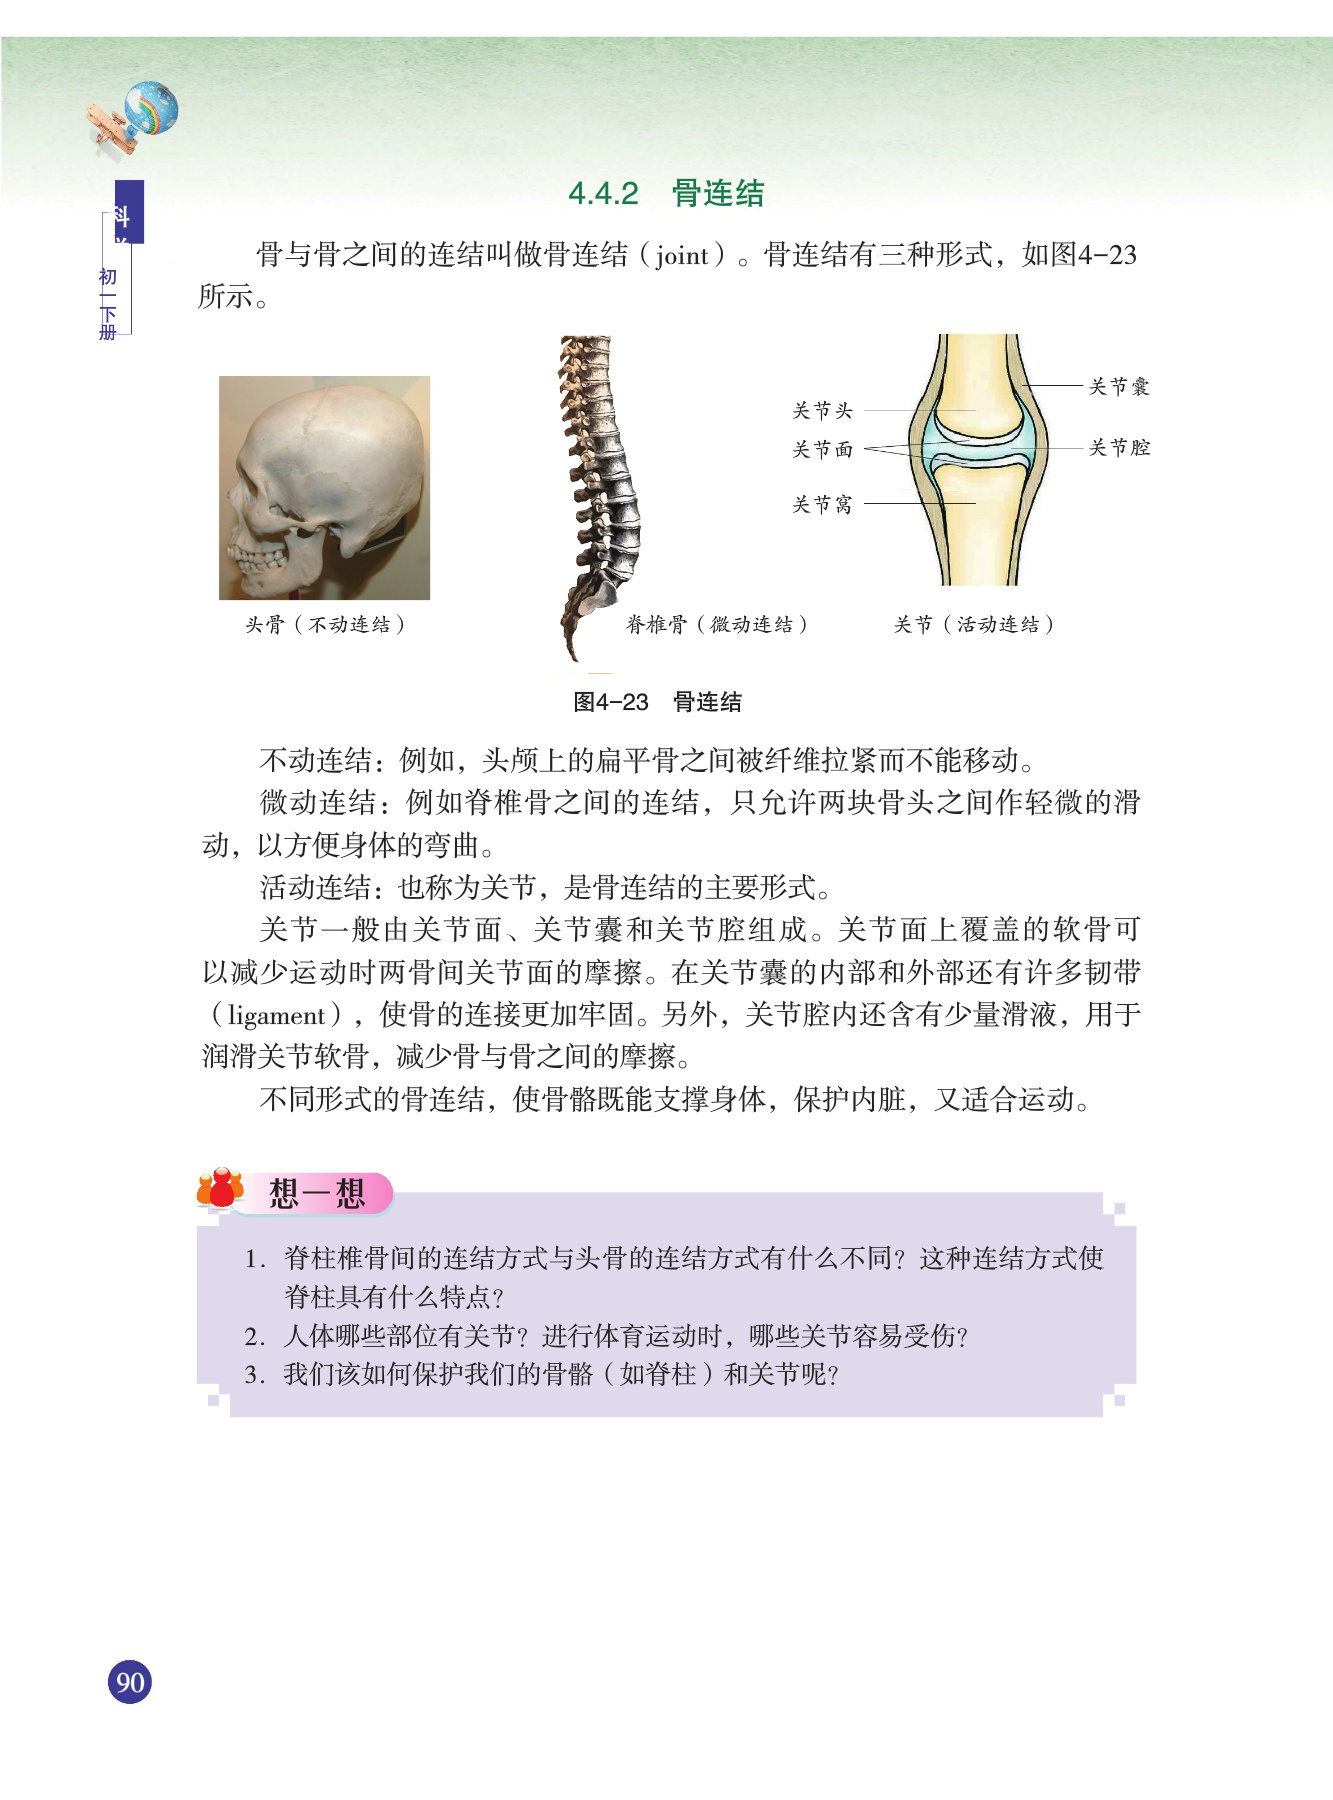 科
初一下册
4.4.2 骨连结
骨与骨之间的连结叫做骨连结（joint）。骨连结有三种形式，如图4-23
所示。
关节头
关节面
关节窝
关节囊
关节腔
头骨（不动连结）
脊椎骨（微动连结）
关节（活动连结）
图4-23 骨连结
不动连结：例如，头颅上的扁平骨之间被纤维拉紧而不能移动。
微动连结：例如脊椎骨之间的连结，只允许两块骨头之间作轻微的滑
动，以方便身体的弯曲。
活动连结：也称为关节，是骨连结的主要形式。
关节一般由关节面、关节囊和关节腔组成。关节面上覆盖的软骨可
以减少运动时两骨间关节面的摩擦。在关节囊的内部和外部还有许多韧带
（ligament），使骨的连接更加牢固。另外，关节腔内还含有少量滑液，用于
润滑关节软骨，减少骨与骨之间的摩擦。
不同形式的骨连结，使骨骼既能支撑身体，保护内脏，又适合运动。
想一想
1. 脊柱椎骨间的连结方式与头骨的连结方式有什么不同？这种连结方式使
脊柱具有什么特点？
2. 人体哪些部位有关节？进行体育运动时，哪些关节容易受伤？
3. 我们该如何保护我们的骨骼（如脊柱）和关节呢？
90